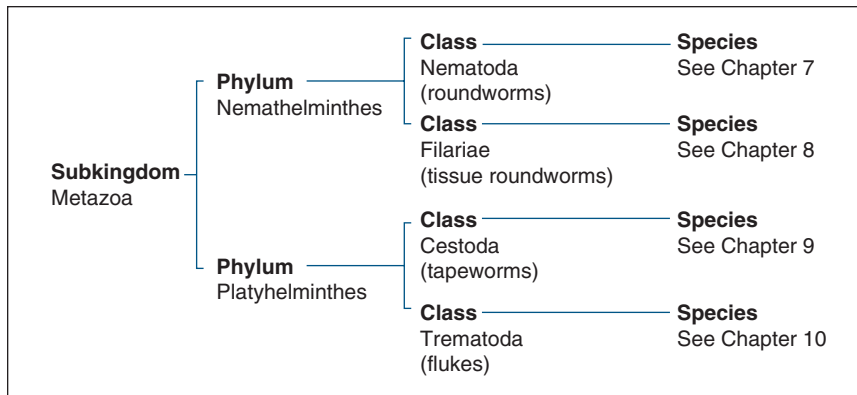 Subkingdom
Metazoa
Phylum
Nemathelminthes
Class
Nematoda
(roundworms)
Species
See Chapter 7
Class
Filariae
(tissue roundworms)
Species
See Chapter 8
Phylum
Platyhelminthes
Class
Cestoda
(tapeworms)
Species
See Chapter 9
Class
Trematoda
(flukes)
Species
See Chapter 10